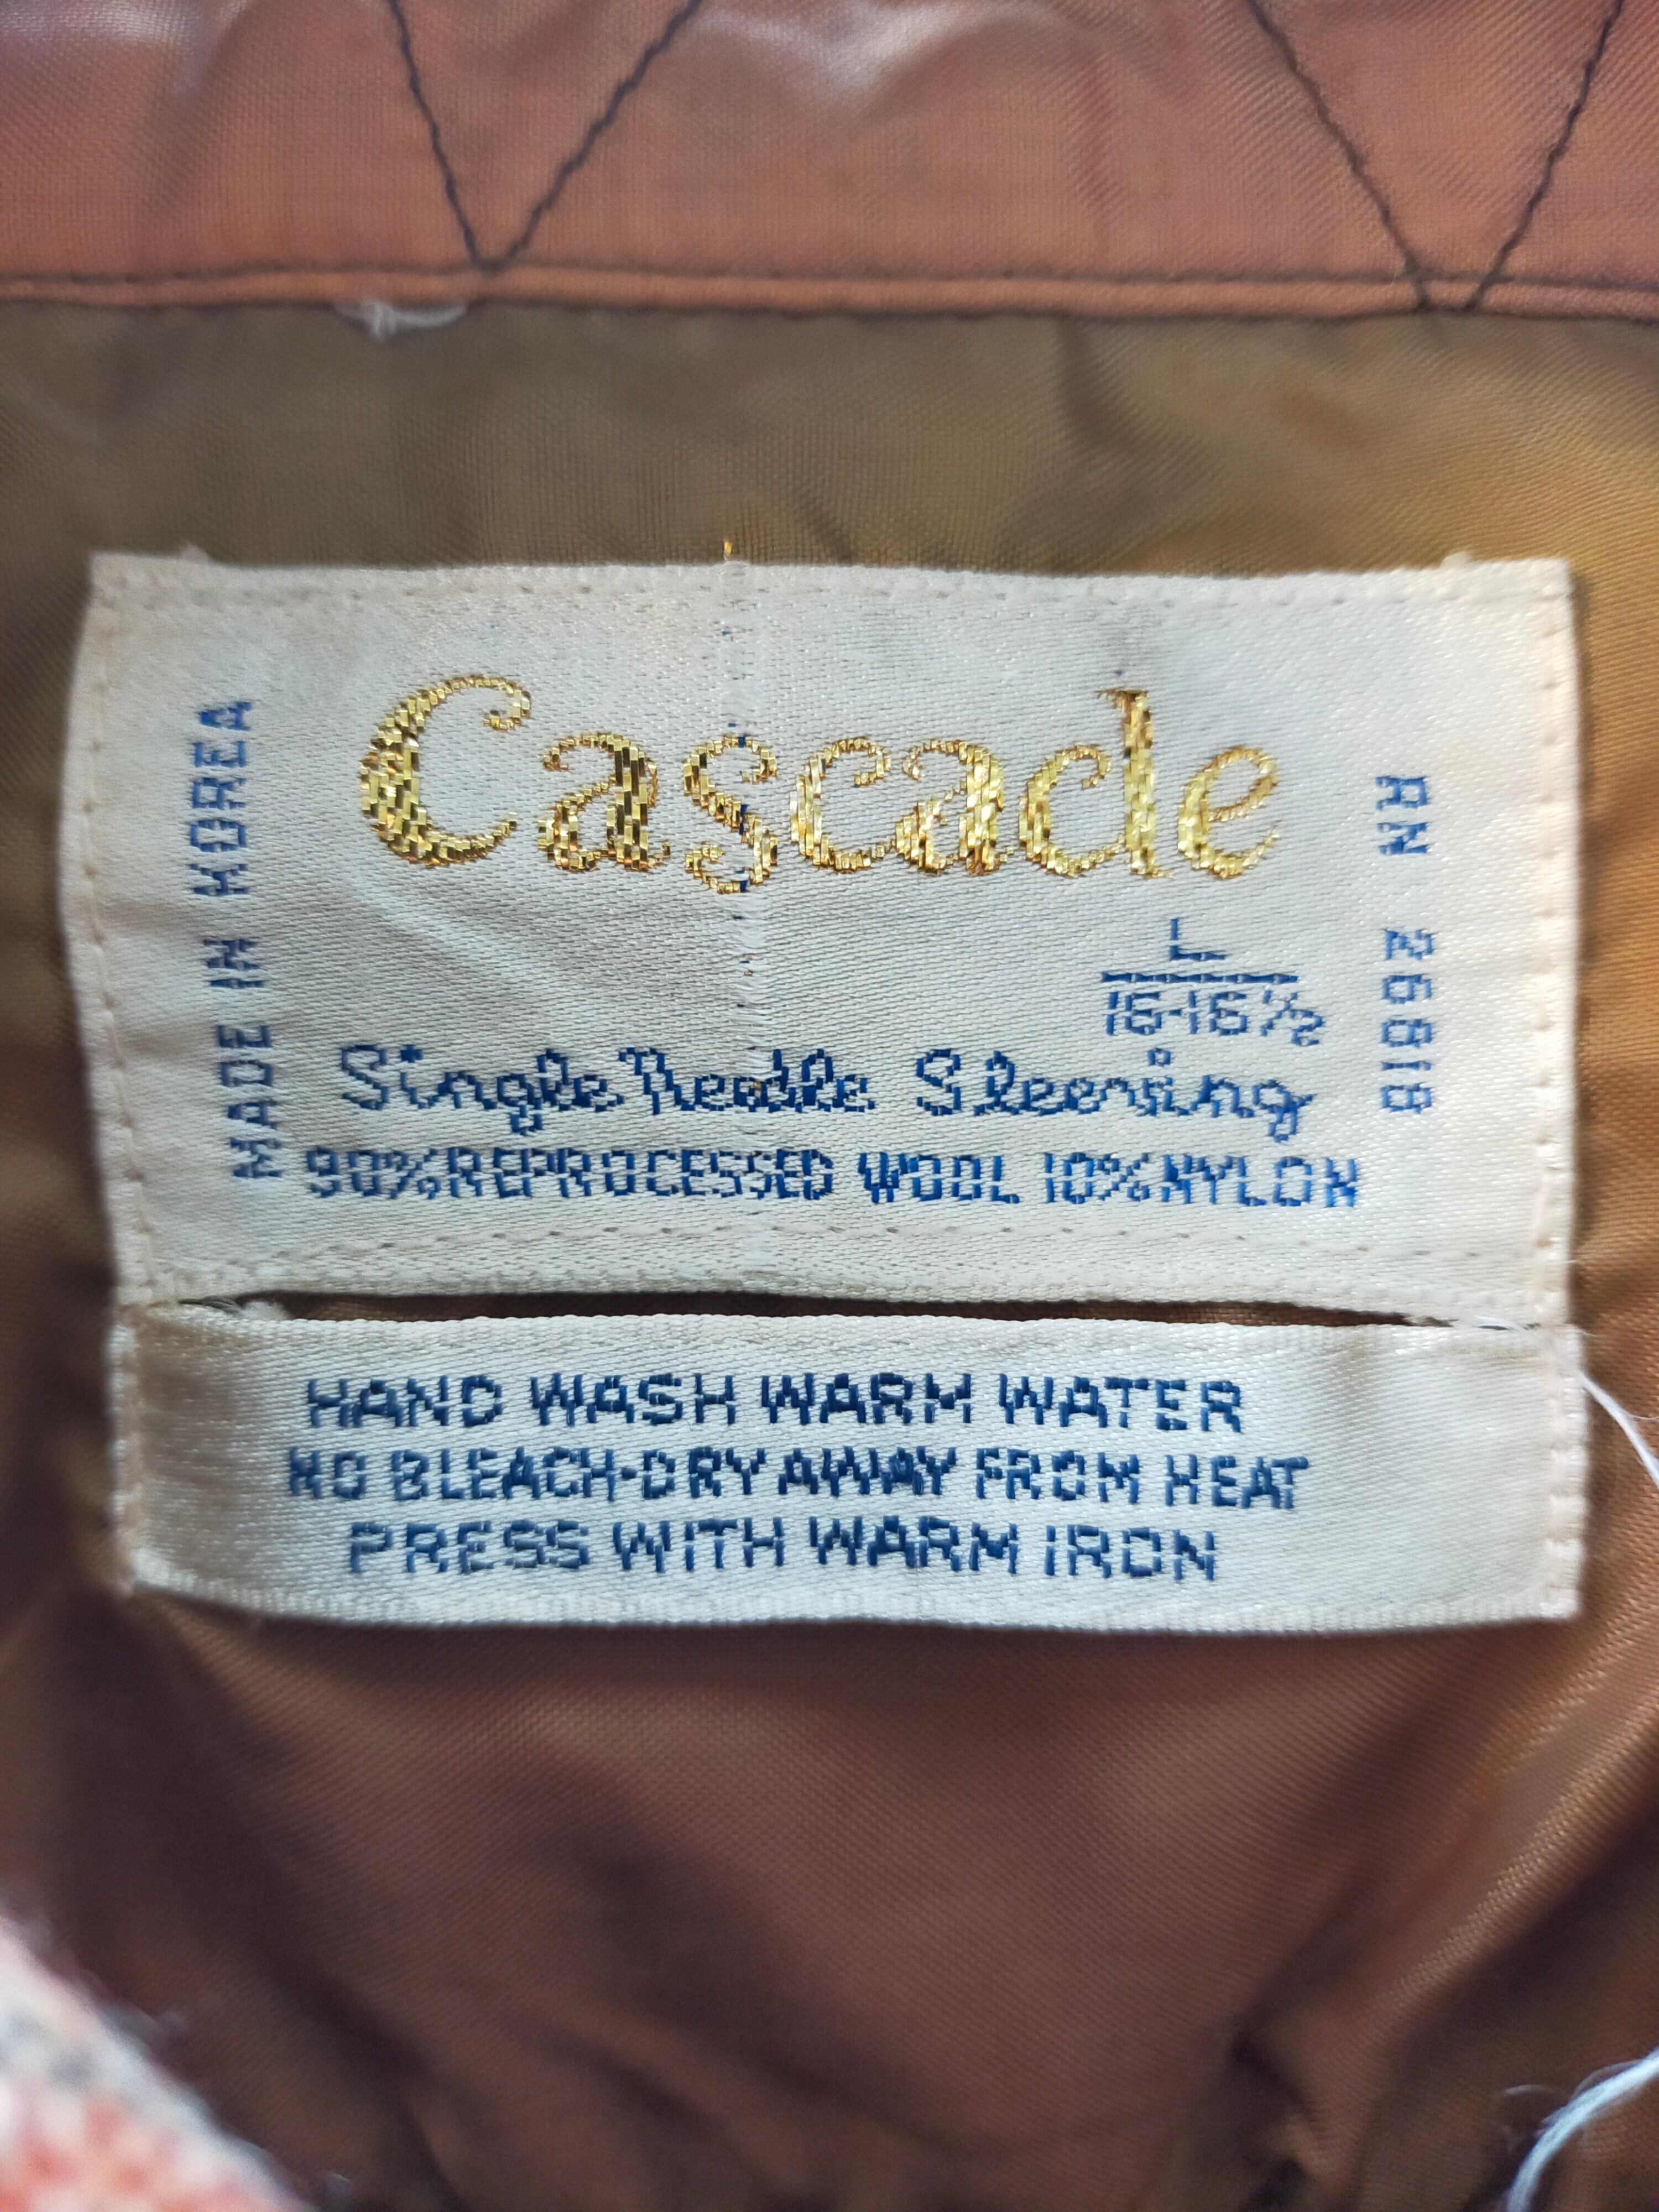 Cascade
MADE IN KOREA
RN 26818
L
16-16½
Single Needle Sleeving
90% REPROCESSED WOOL 10% NYLON
HAND WASH WARM WATER
NO BLEACH-DRY AWAY FROM HEAT
PRESS WITH WARM IRON